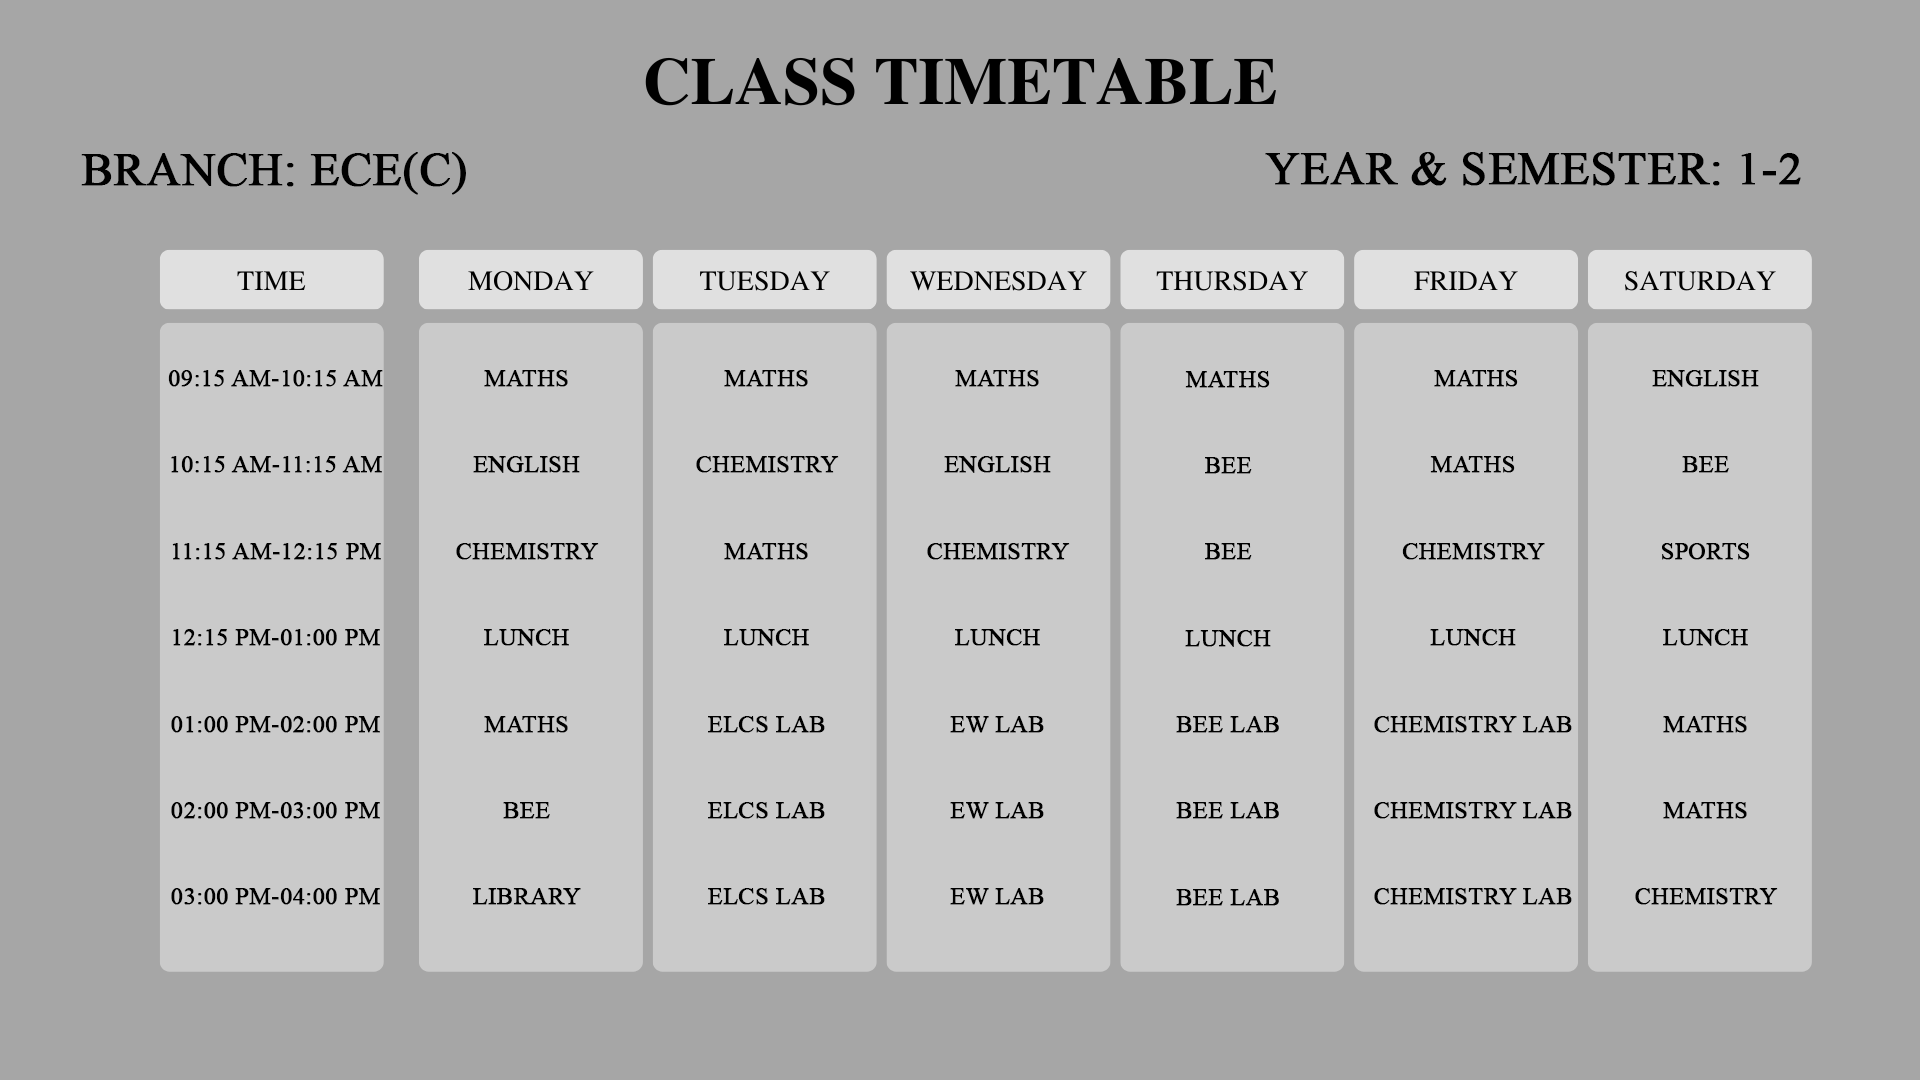 CLASS TIMETABLE
BRANCH: ECE(C) YEAR & SEMESTER: 1-2
TIME MONDAY TUESDAY WEDNESDAY THURSDAY FRIDAY SATURDAY
09:15 AM-10:15 AM MATHS MATHS MATHS MATHS MATHS ENGLISH
10:15 AM-11:15 AM ENGLISH CHEMISTRY ENGLISH BEE MATHS BEE
11:15 AM-12:15 PM CHEMISTRY MATHS CHEMISTRY BEE CHEMISTRY SPORTS
12:15 PM-01:00 PM LUNCH LUNCH LUNCH LUNCH LUNCH LUNCH
01:00 PM-02:00 PM MATHS ELCS LAB EW LAB BEE LAB CHEMISTRY LAB MATHS
02:00 PM-03:00 PM BEE ELCS LAB EW LAB BEE LAB CHEMISTRY LAB MATHS
03:00 PM-04:00 PM LIBRARY ELCS LAB EW LAB BEE LAB CHEMISTRY LAB CHEMISTRY